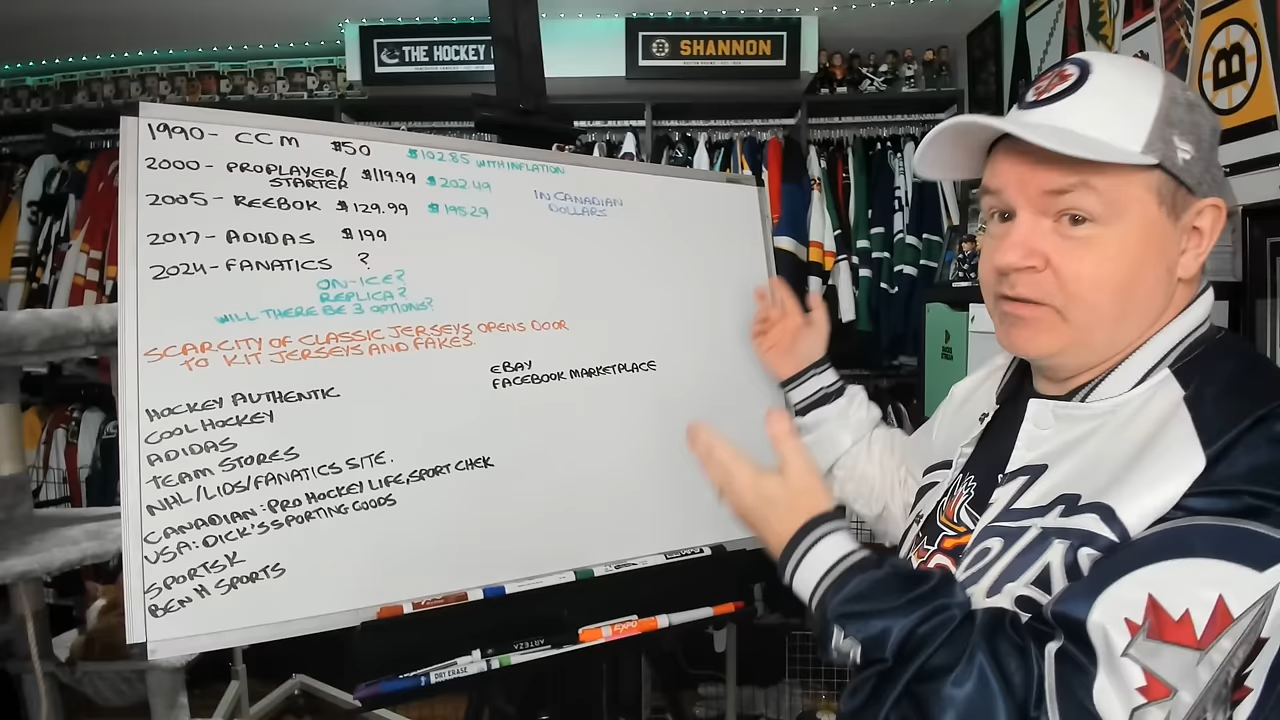 THE HOCKEY
SHANNON
1990- CCM $50 $102.85 WITH INFLATION
2000- PROPLAYER/ STARTER $119.99 $202.49
2005- REEBOK $129.99 $195.29
IN CANADIAN
DOLLARS
2017- ADIDAS $199
2024- FANATICS ?
ON-ICE?
REPLICA?
WILL THERE BE 3 OPTIONS?
SCARCITY OF CLASSIC JERSEYS OPENS DOOR
TO KIT JERSEYS AND FAKES.
EBAY
FACEBOOK MARKETPLACE
HOCKEY AUTHENTIC
COOL HOCKEY
ADIDAS
TEAM STORES
NHL/LIDS/FANATICS SITE.
CANADIAN: PRO HOCKEY LIFE, SPORT CHEK
USA: DICK'S SPORTING GOODS
SPORTSK
BEN H SPORTS
EXPO
ARTEZA
DRY ERASE
B